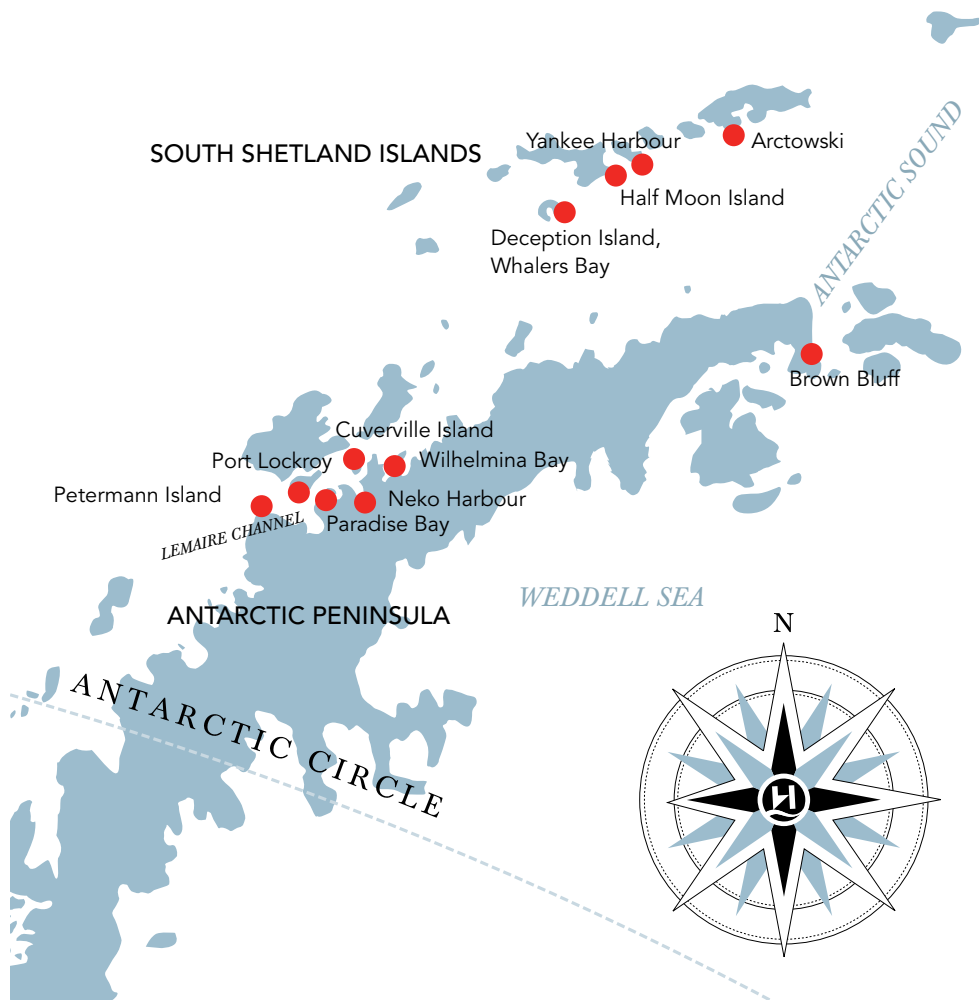 SOUTH SHETLAND ISLANDS
Yankee Harbour
Arctowski
Half Moon Island
Deception Island,
Whalers Bay
ANTARCTIC SOUND
Brown Bluff
Cuverville Island
Port Lockroy
Wilhelmina Bay
Petermann Island
Neko Harbour
Paradise Bay
LEMAIRE CHANNEL
WEDDELL SEA
ANTARCTIC PENINSULA
N
ANTARCTIC CIRCLE
H